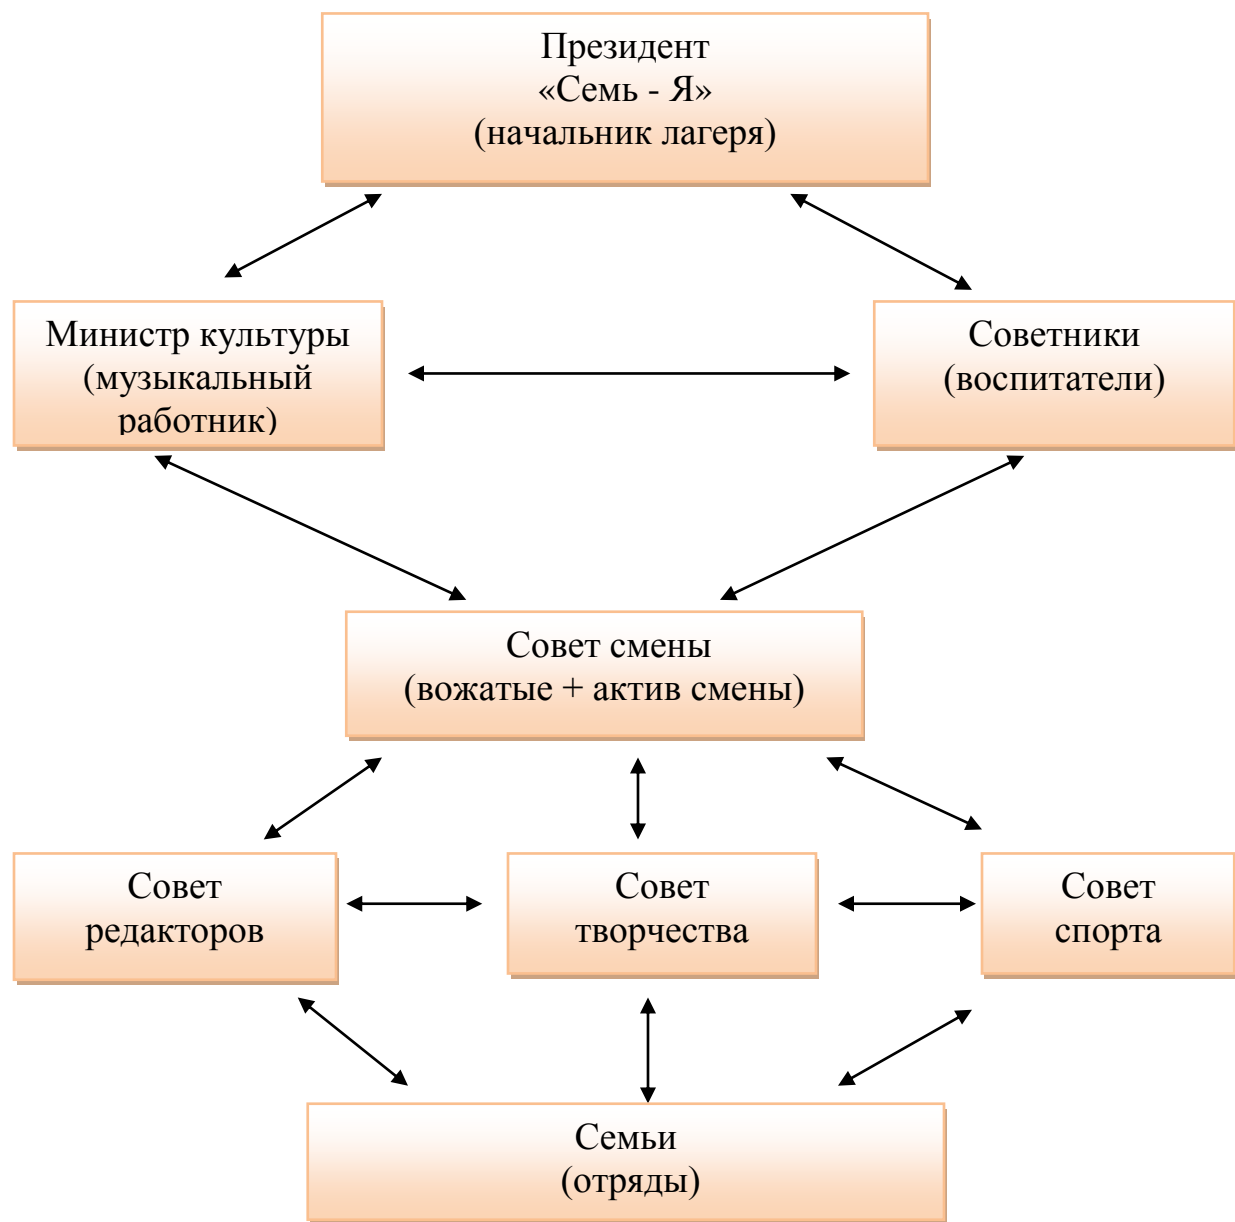 Президент
«Семь - Я»
(начальник лагеря)
Министр культуры
(музыкальный
работник)
Советники
(воспитатели)
Совет смены
(вожатые + актив смены)
Совет
редакторов
Совет
творчества
Совет
спорта
Семьи
(отряды)